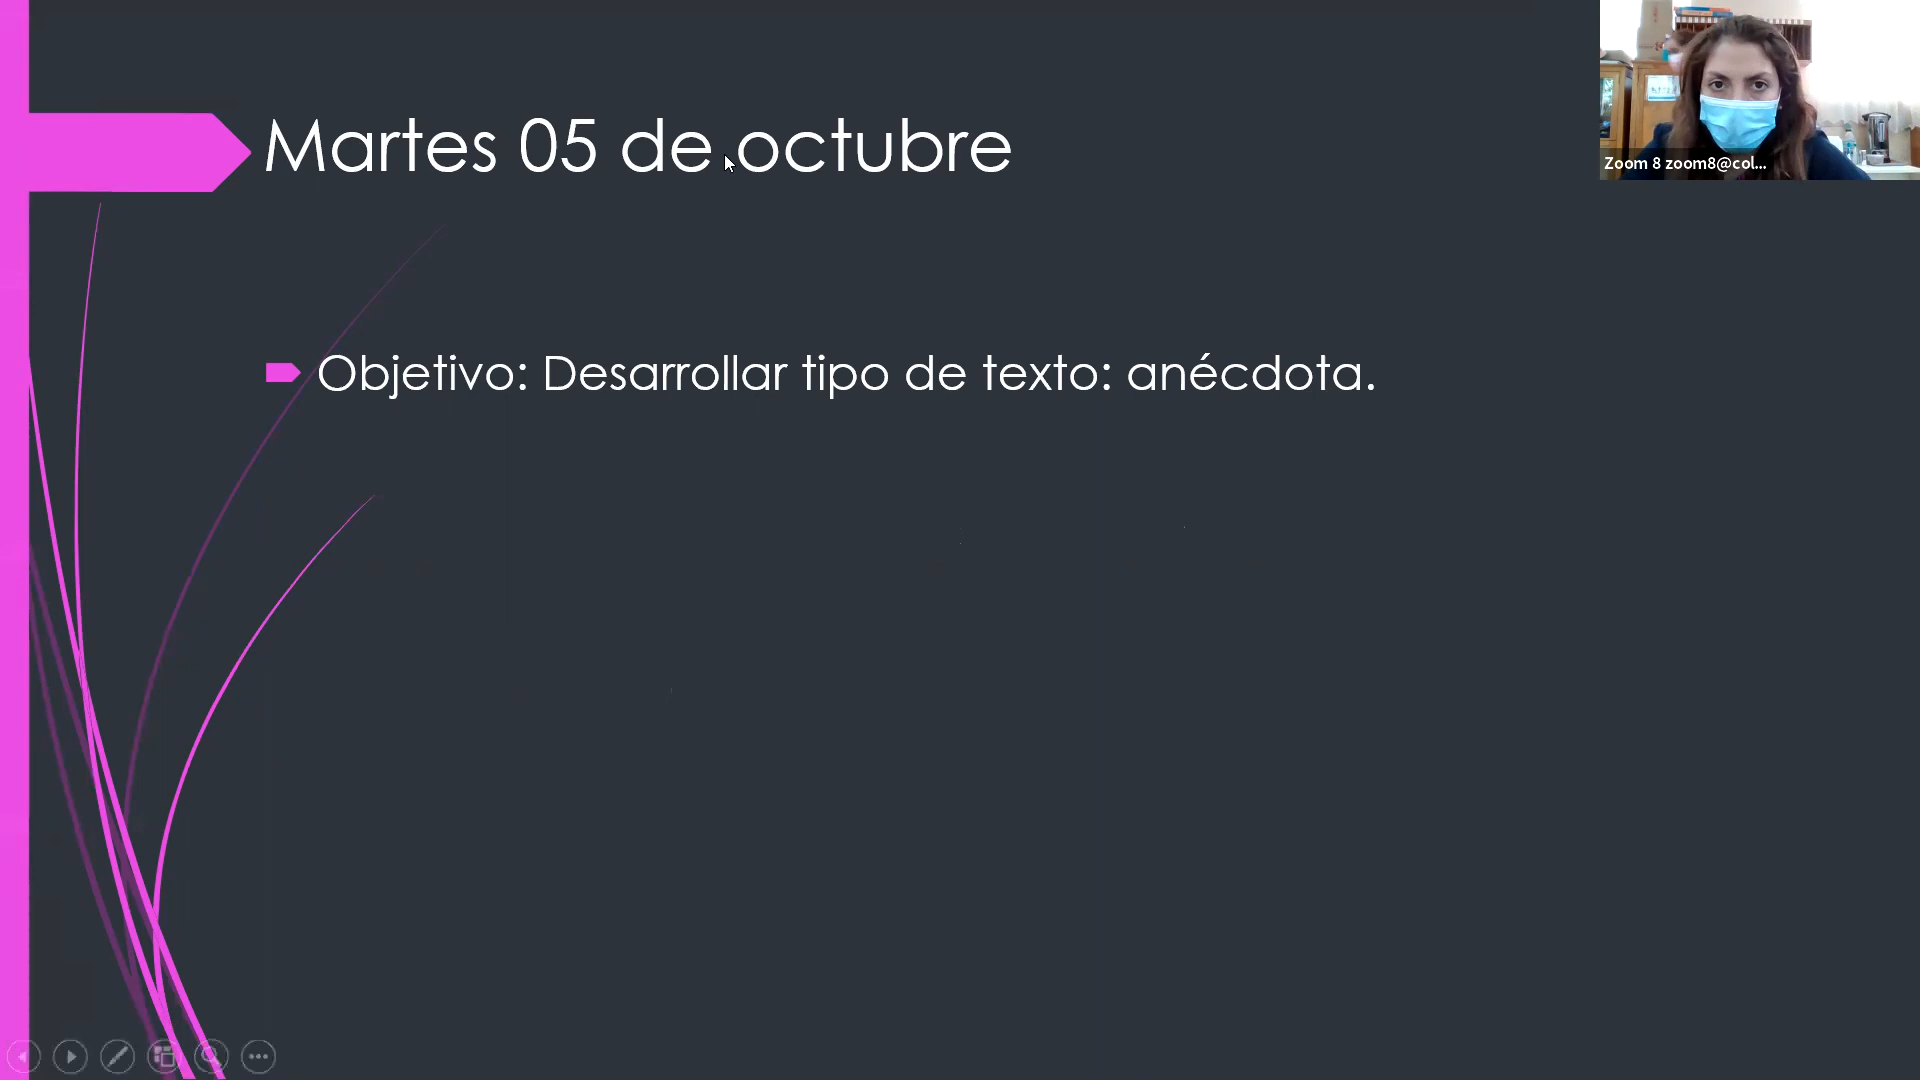 Martes 05 de octubre
Objetivo: Desarrollar tipo de texto: anécdota.
Zoom 8 zoom8@col...